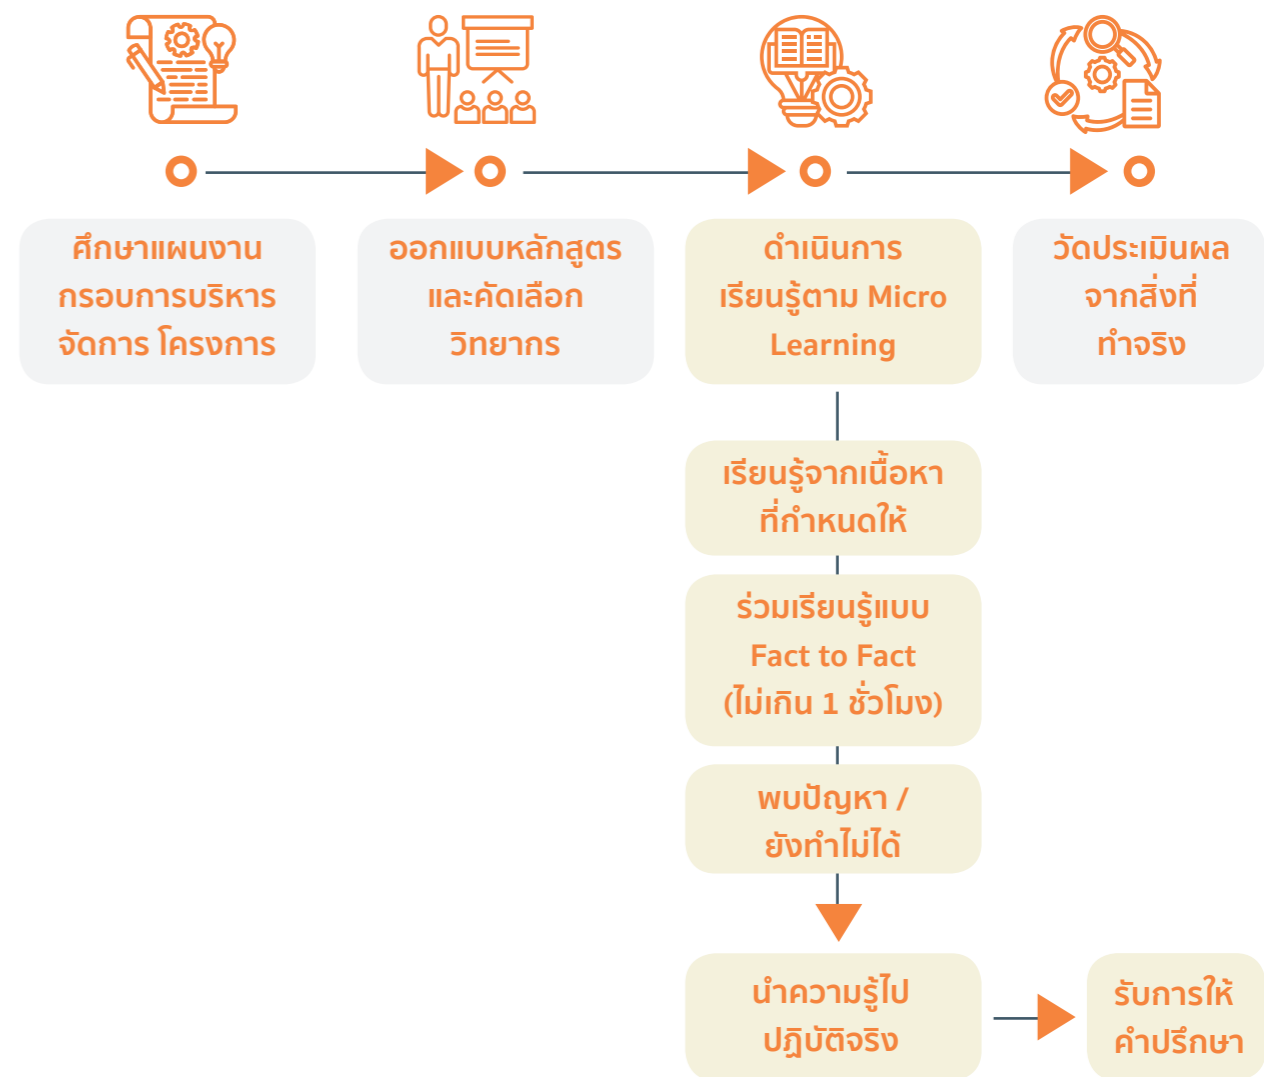 ศึกษาแผนงาน
กรอบการบริหาร
จัดการ โครงการ
ออกแบบหลักสูตร
และคัดเลือก
วิทยากร
ดำเนินการ
เรียนรู้ตาม Micro
Learning
วัดประเมินผล
จากสิ่งที่
ทำจริง
เรียนรู้จากเนื้อหา
ที่กำหนดให้
ร่วมเรียนรู้แบบ
Fact to Fact
(ไม่เกิน 1 ชั่วโมง)
พบปัญหา /
ยังทำไม่ได้
นำความรู้ไป
ปฏิบัติจริง
รับการให้
คำปรึกษา